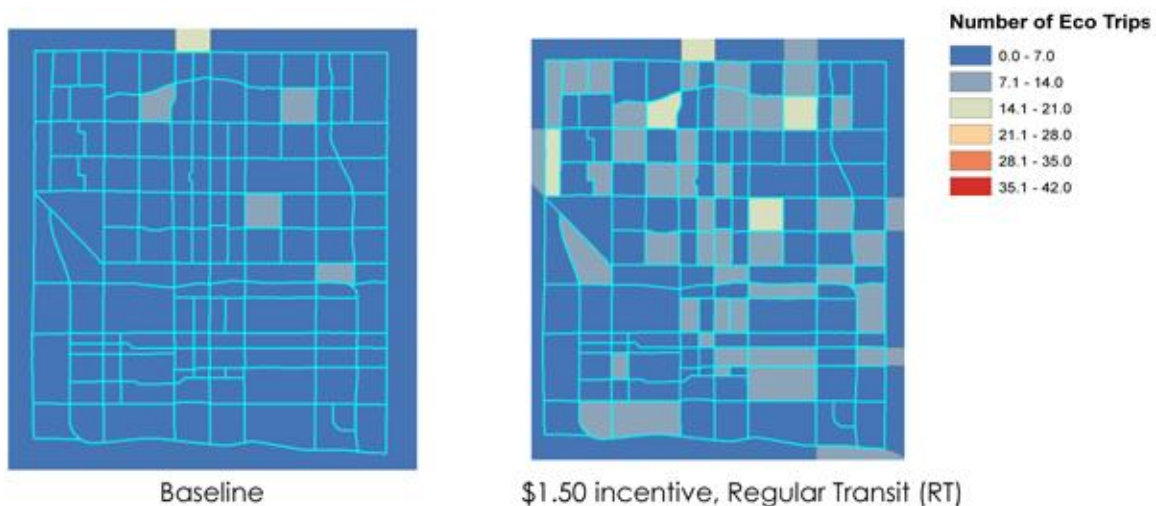 Number of Eco Trips
0.0 - 7.0
7.1 - 14.0
14.1 - 21.0
21.1 - 28.0
28.1 - 35.0
35.1 - 42.0
Baseline
$1.50 incentive, Regular Transit (RT)